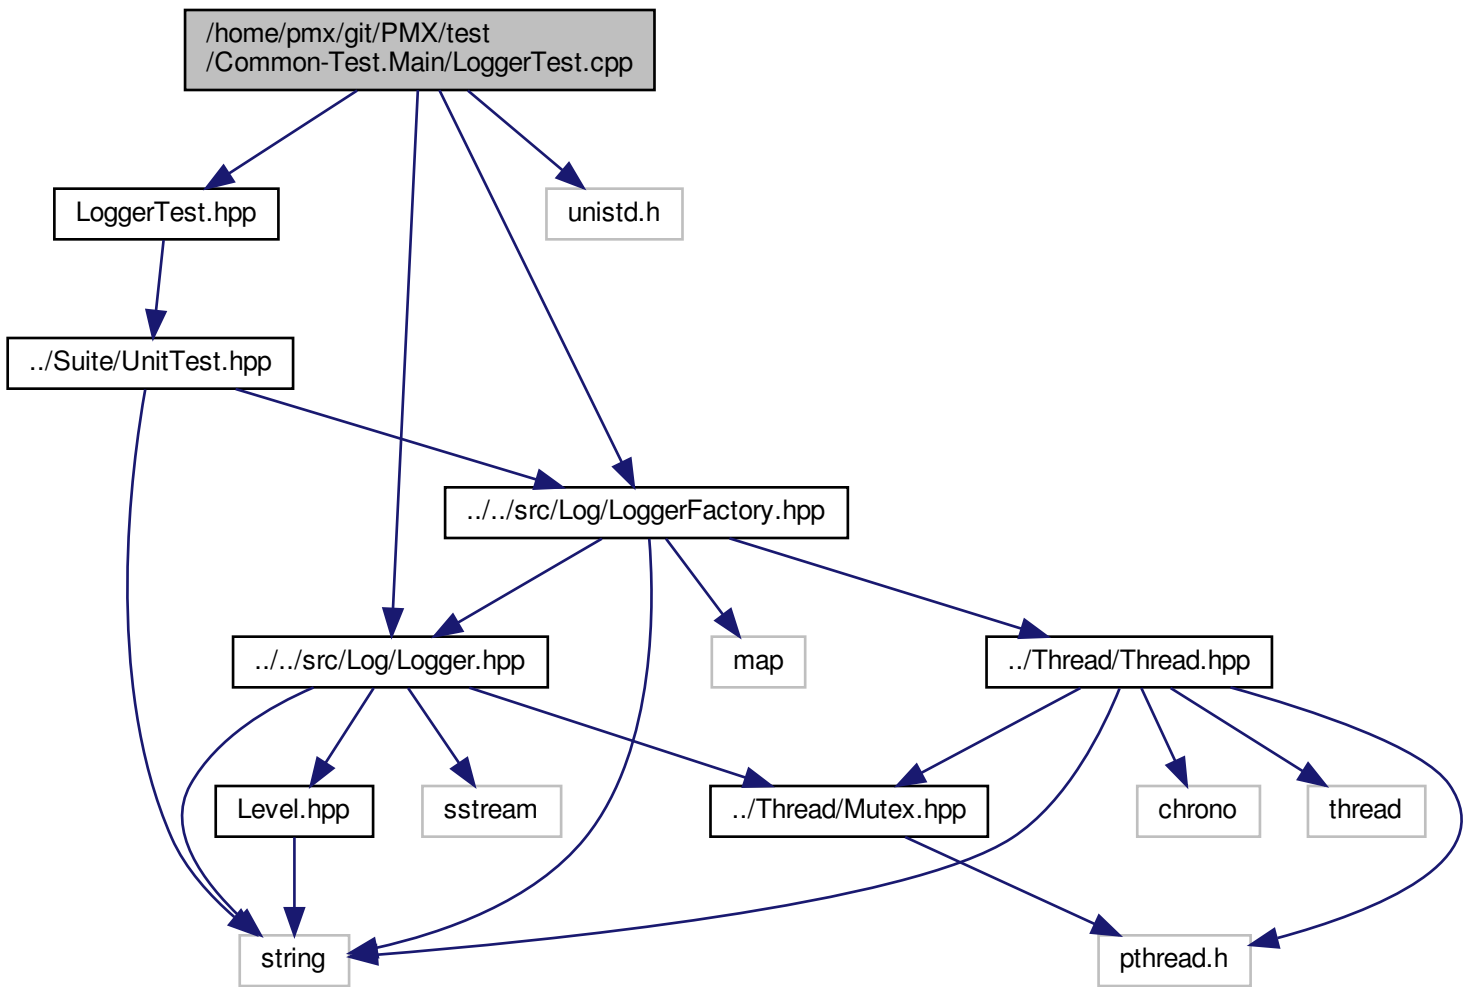 /home/pmx/git/PMX/test
/Common-Test.Main/LoggerTest.cpp
LoggerTest.hpp
unistd.h
../Suite/UnitTest.hpp
../../src/Log/LoggerFactory.hpp
../../src/Log/Logger.hpp
map
../Thread/Thread.hpp
Level.hpp
sstream
../Thread/Mutex.hpp
chrono
thread
string
pthread.h